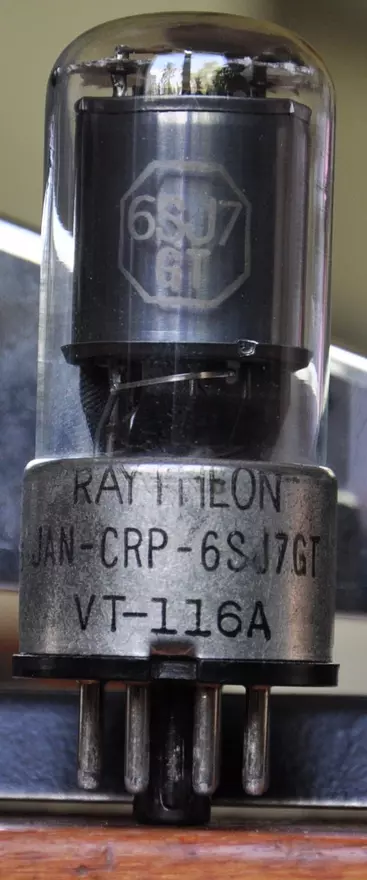 6SJ7
GT
RAYTHEON
JAN-CRP-6SJ7GT
VT-116A